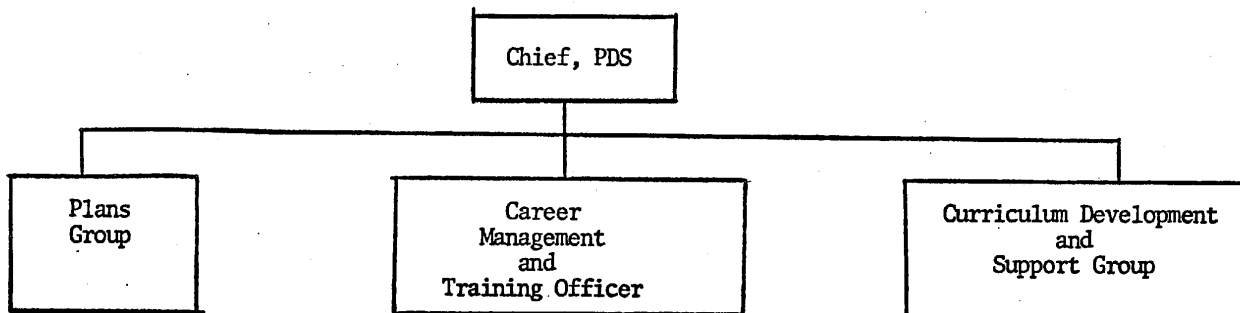 Chief, PDS
Plans
Group
Career
Management
and
Training Officer
Curriculum Development
and
Support Group